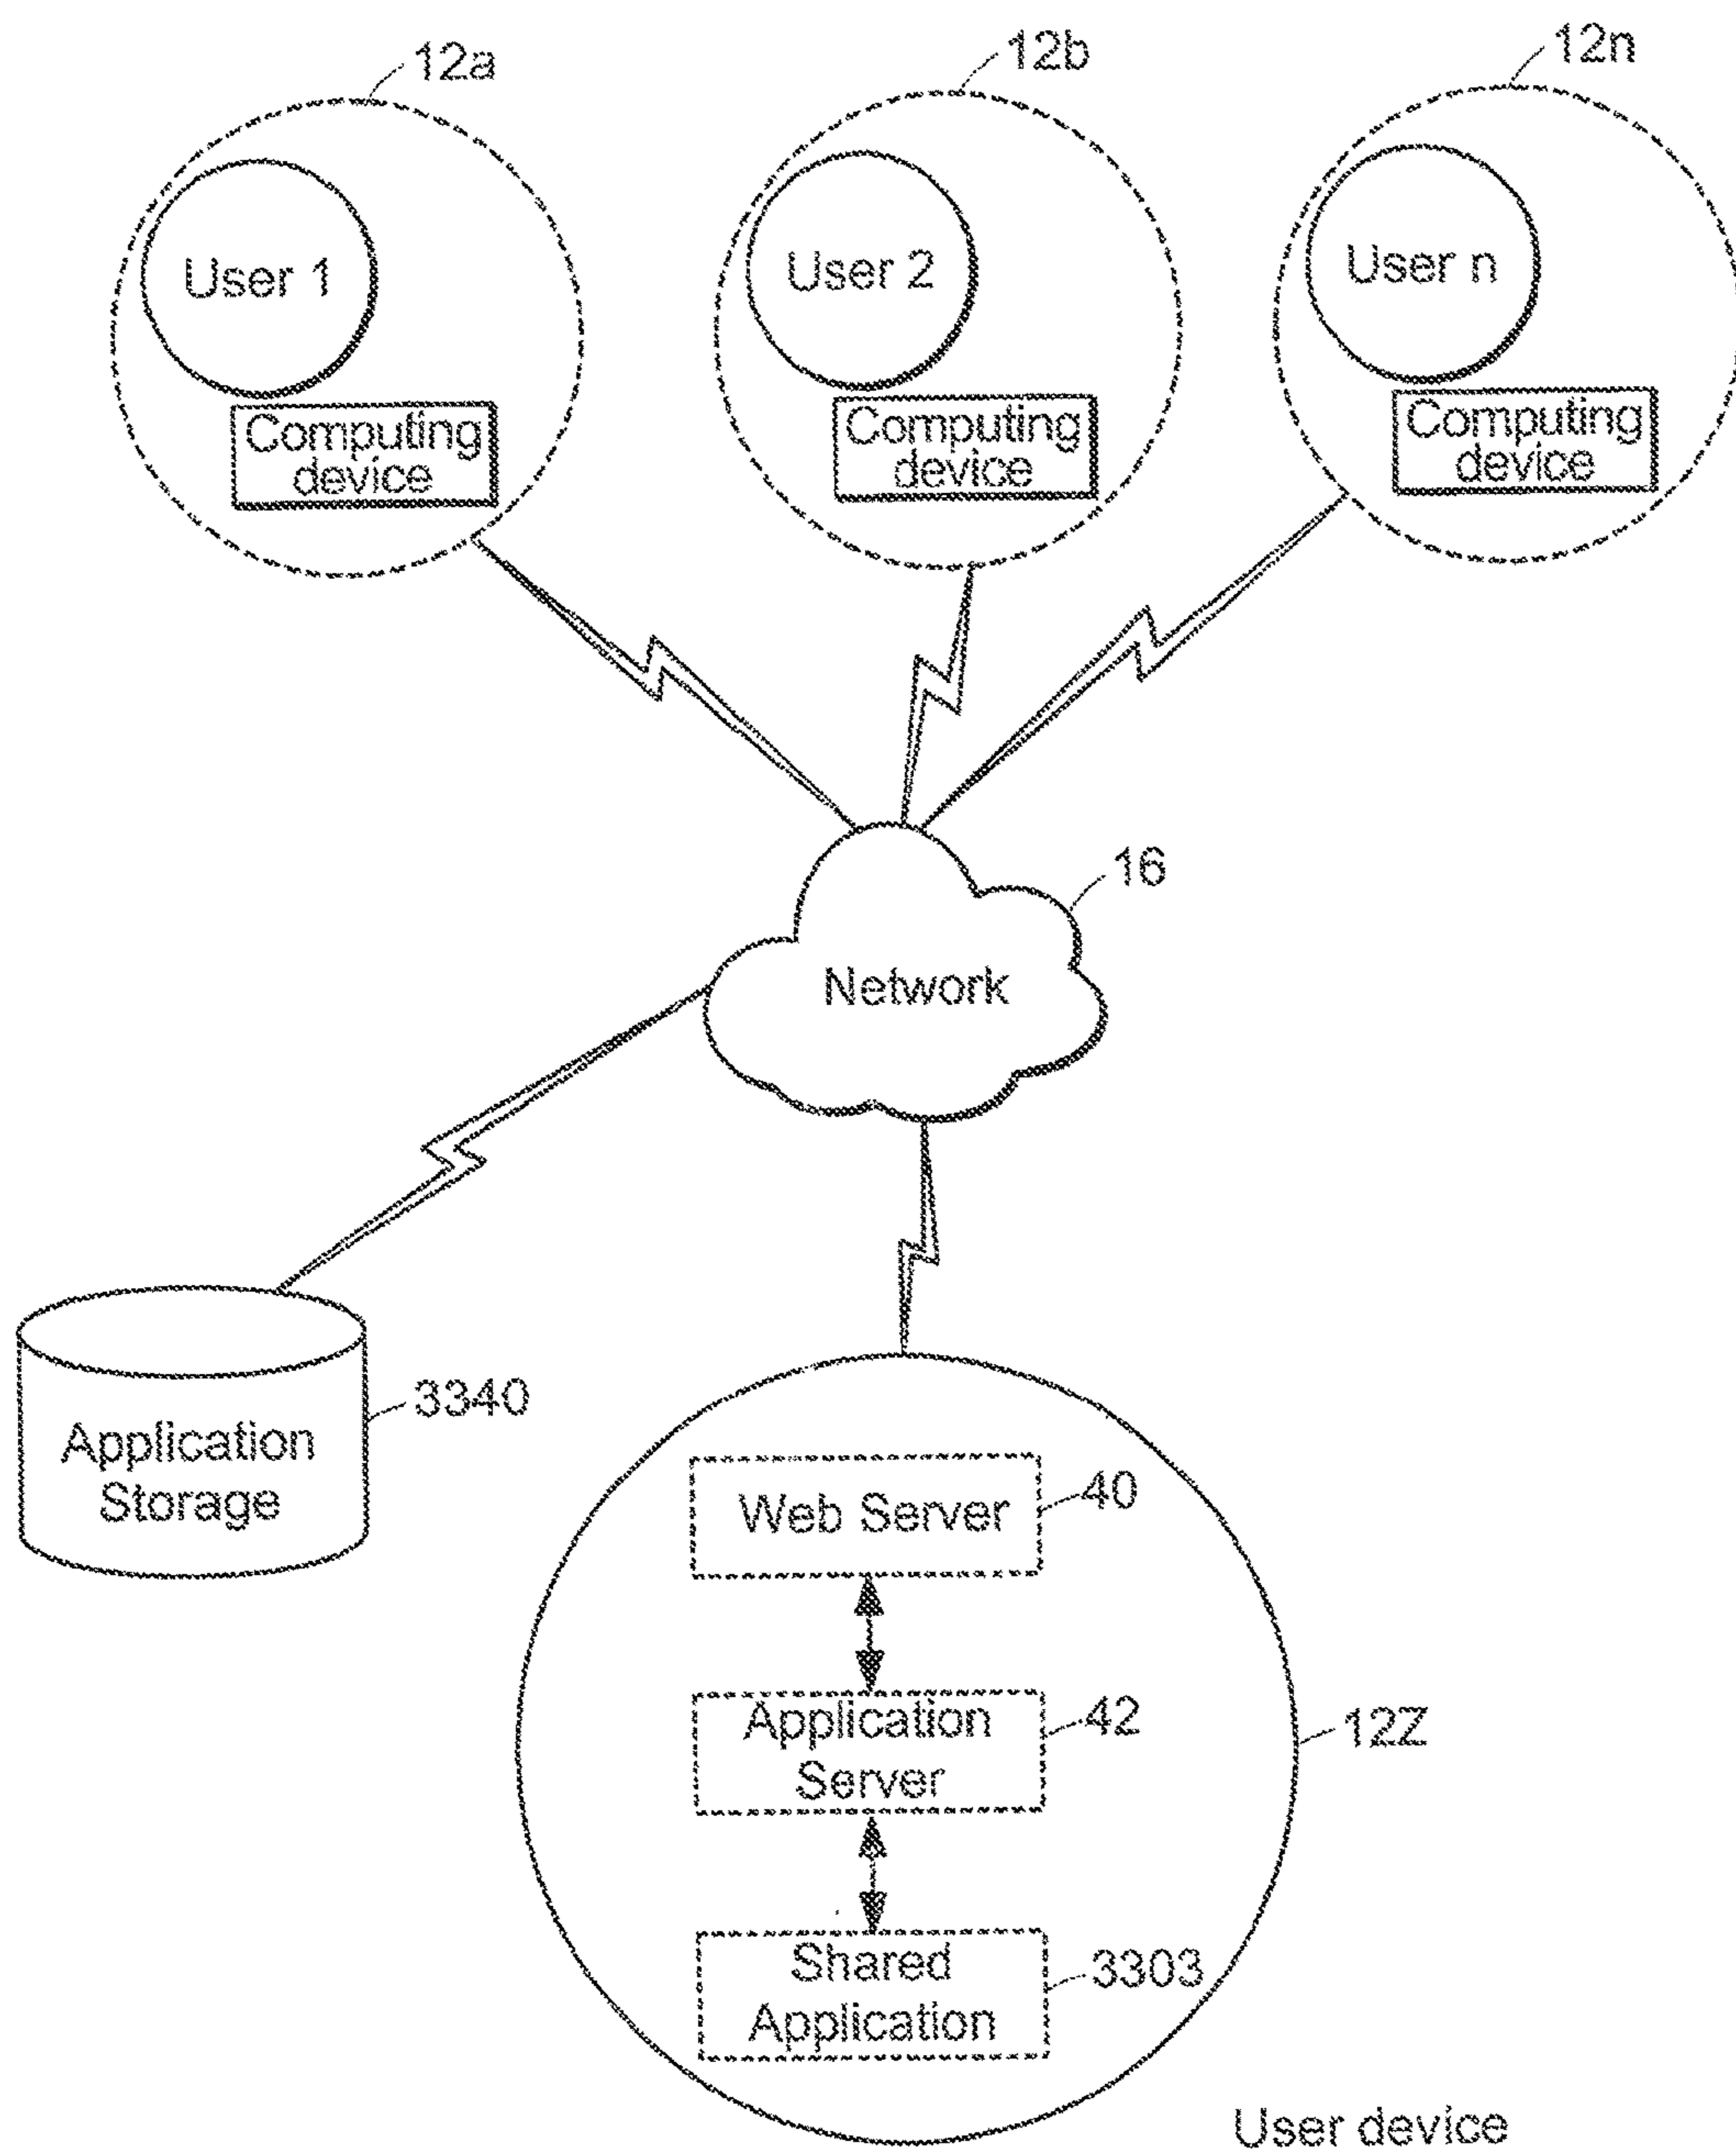 12a
12b
12n
User 1
User 2
User n
Computing
device
Computing
device
Computing
device
16
Network
3340
Application
Storage
40
Web Server
42
Application
Server
12Z
3303
Shared
Application
User device